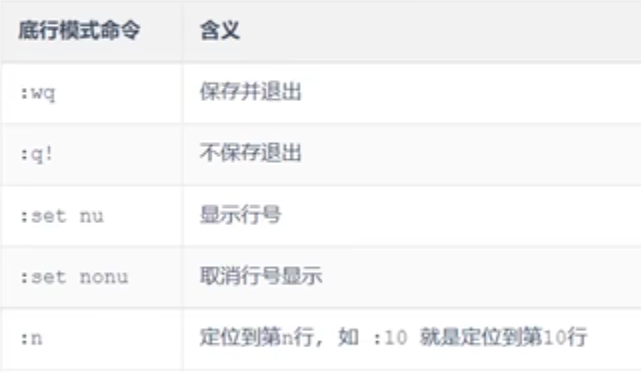 底行模式命令 含义
:wq 保存并退出
:q! 不保存退出
:set nu 显示行号
:set nonu 取消行号显示
:n 定位到第n行, 如 :10 就是定位到第10行